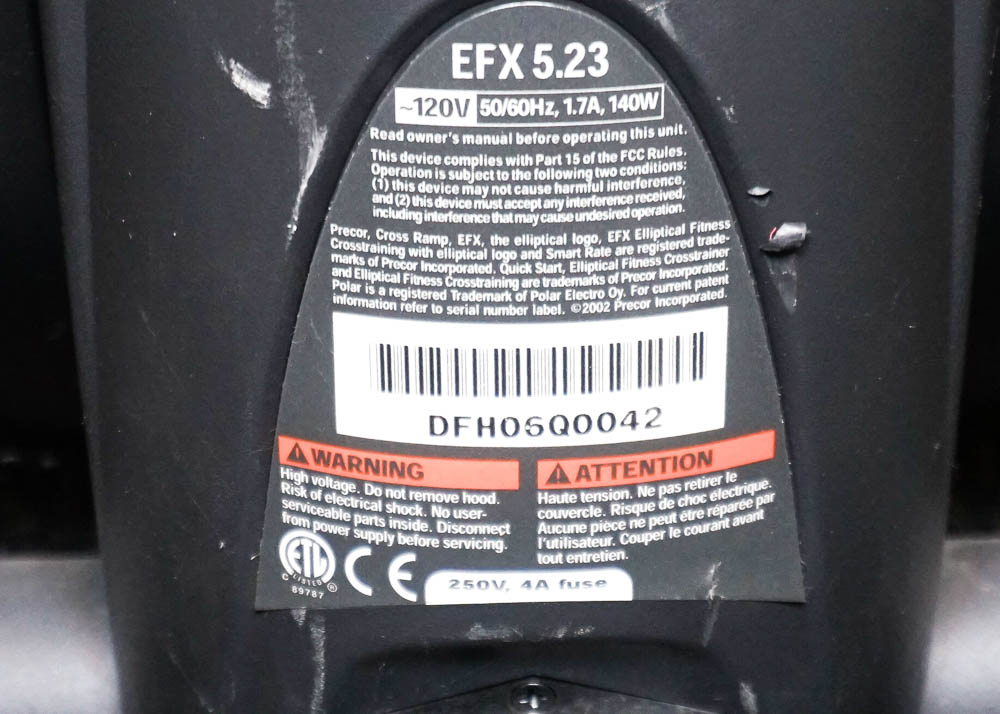 EFX 5.23
~120V 50/60Hz, 1.7A, 140W
Read owner's manual before operating this unit.
This device complies with Part 15 of the FCC Rules.
Operation is subject to the following two conditions:
(1) this device may not cause harmful interference,
and (2) this device must accept any interference received,
including interference that may cause undesired operation.
Precor, Cross Ramp, EFX, the elliptical logo, EFX Elliptical Fitness
Crosstraining with elliptical logo and Smart Rate are registered trade-
marks of Precor Incorporated. Quick Start, Elliptical Fitness Crosstrainer
and Elliptical Fitness Crosstraining are trademarks of Precor Incorporated.
Polar is a registered Trademark of Polar Electro Oy. For current patent
information refer to serial number label. ©2002 Precor Incorporated.
DFH06Q0042
WARNING
High voltage. Do not remove hood.
Risk of electrical shock. No user-
serviceable parts inside. Disconnect
from power supply before servicing.
ATTENTION
Haute tension. Ne pas retirer le
couvercle. Risque de choc électrique.
Aucune pièce ne peut être réparée par
l'utilisateur. Couper le courant avant
tout entretien.
ETL
C LISTED ®
89787
CE
250V, 4A fuse